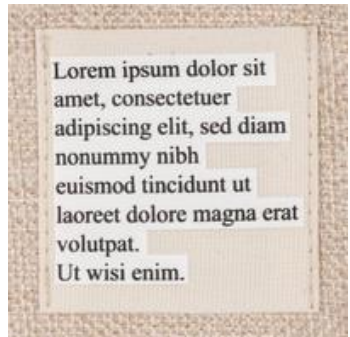 Lorem ipsum dolor sit
amet, consectetuer
adipiscing elit, sed diam
nonummy nibh
euismod tincidunt ut
laoreet dolore magna erat
volutpat.
Ut wisi enim.